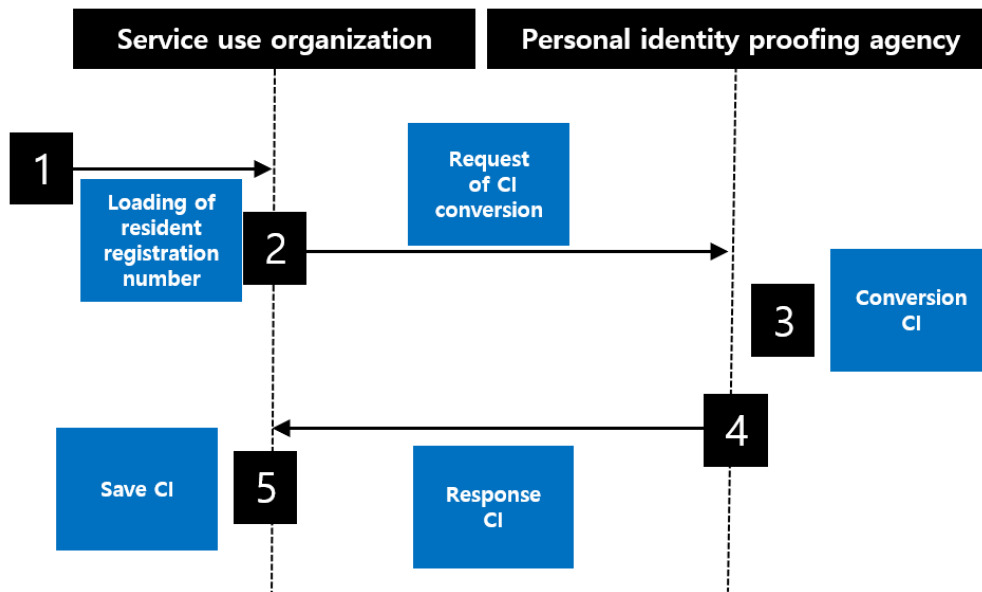 Service use organization
Personal identity proofing agency
1
Loading of
resident
registration
number
2
Request
of CI
conversion
3
Conversion
CI
4
Response
CI
5
Save CI